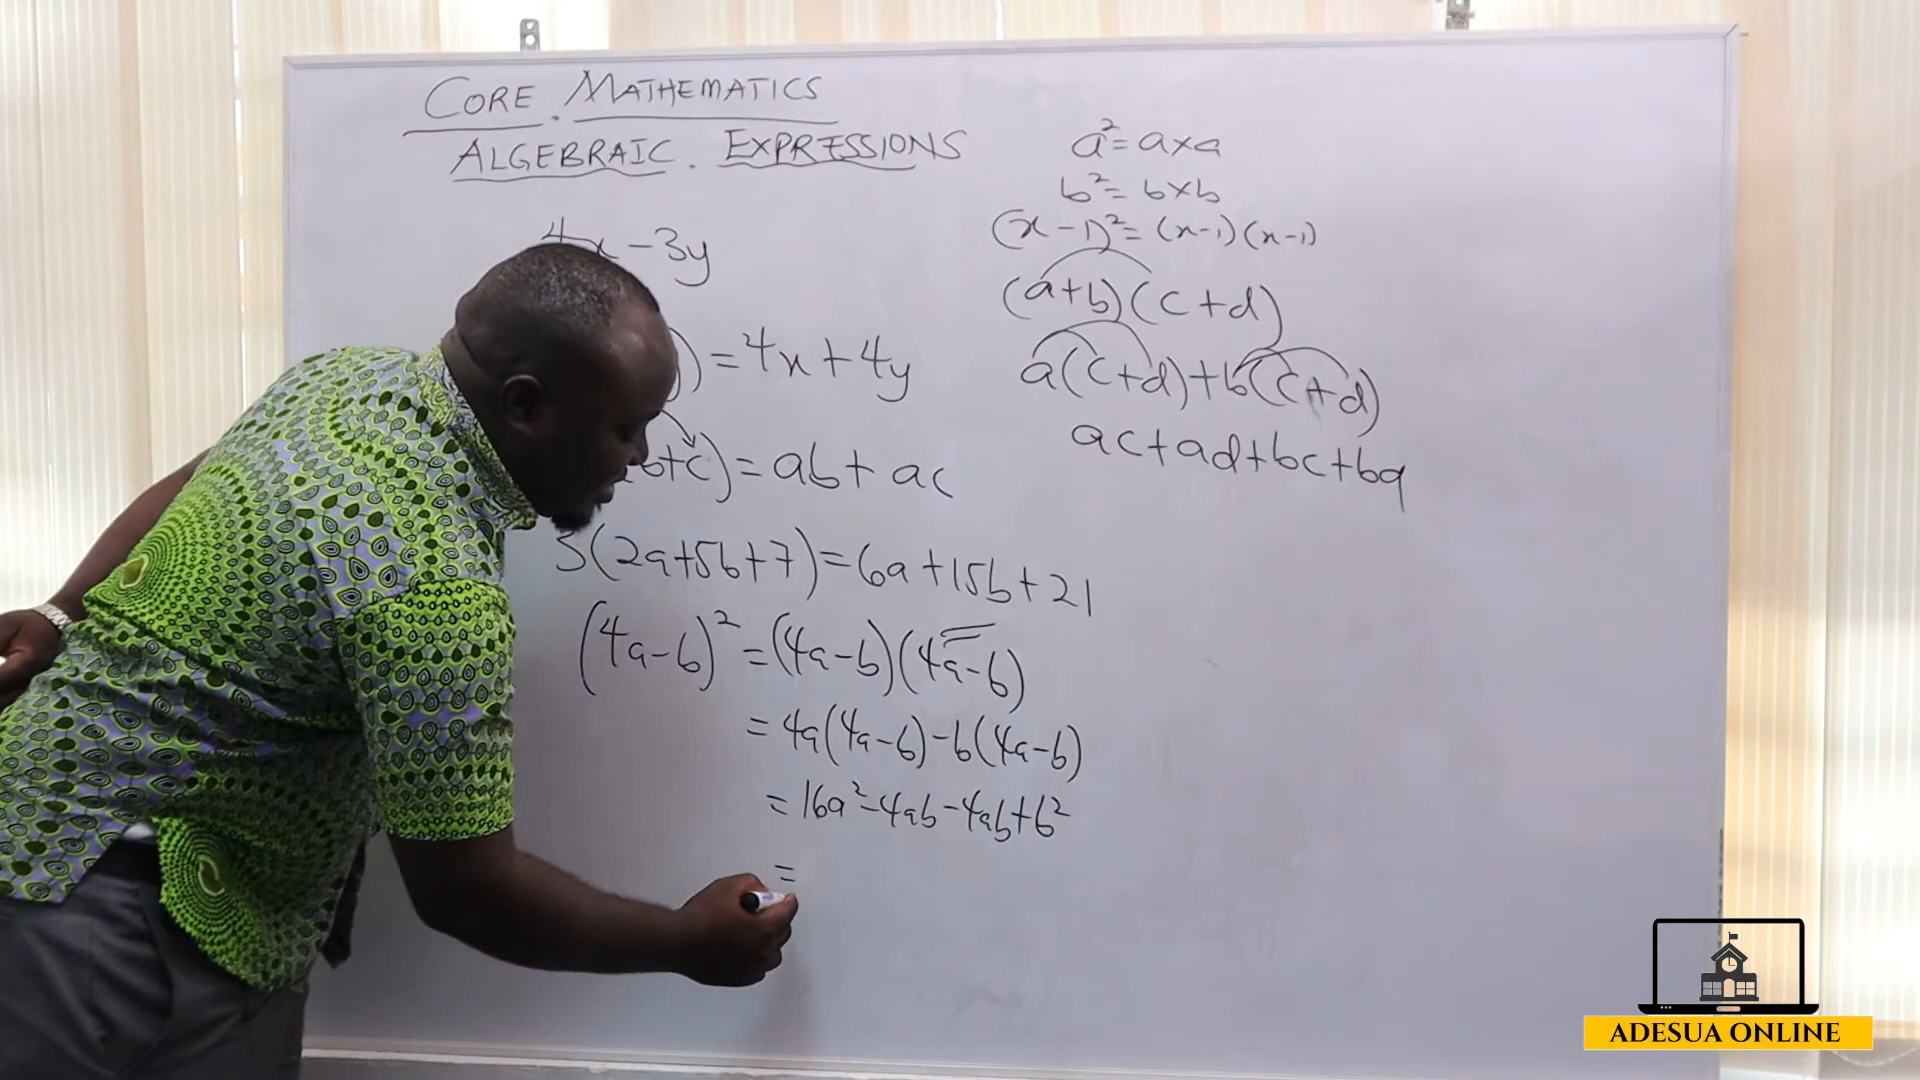 CORE MATHEMATICS
ALGEBRAIC. EXPRESSIONS
4x - 3y
) = 4x + 4y
b+c) = ab + ac
3(2a+5b+7) = 6a + 15b + 21
(4a-b)² = (4a-b)(4a-b)
= 4a(4a-b) - b(4a-b)
= 16a² - 4ab - 4ab + b²
=
a² = a × a
b² = b × b
(x-1)² = (x-1)(x-1)
(a+b)(c+d)
a(c+d)+b(c+d)
ac+ad+bc+bd
ADESUA ONLINE